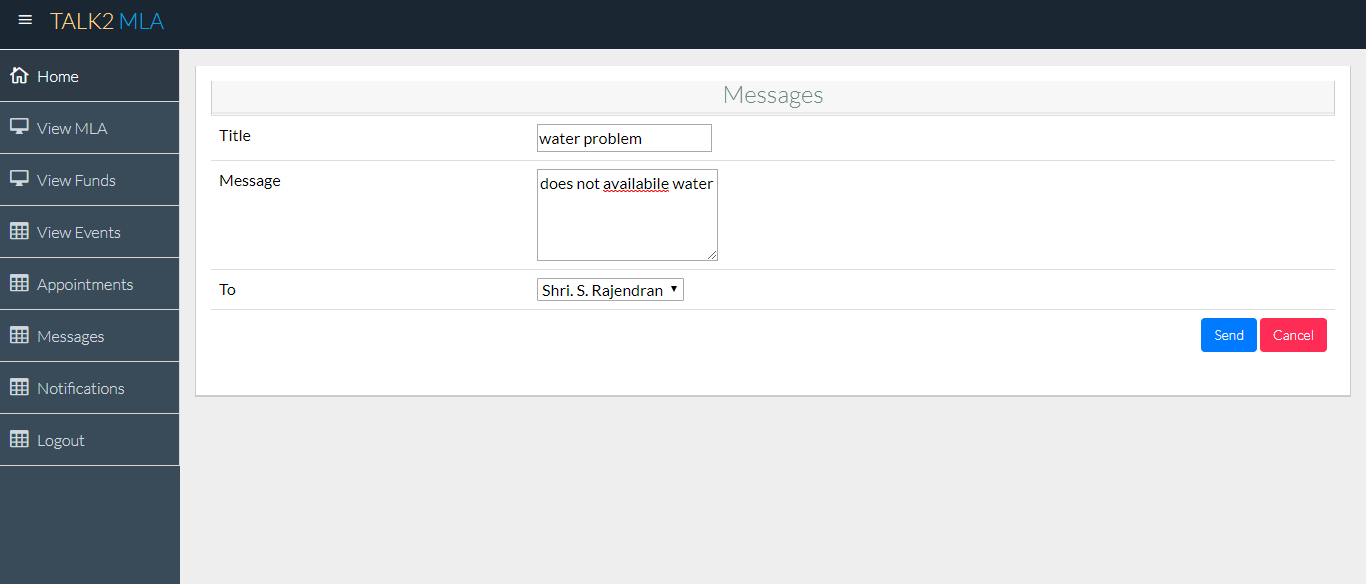 TALK2 MLA
Home
View MLA
View Funds
View Events
Appointments
Messages
Notifications
Logout
Messages
Title
water problem
Message
does not availabile water
To
Shri. S. Rajendran
Send Cancel